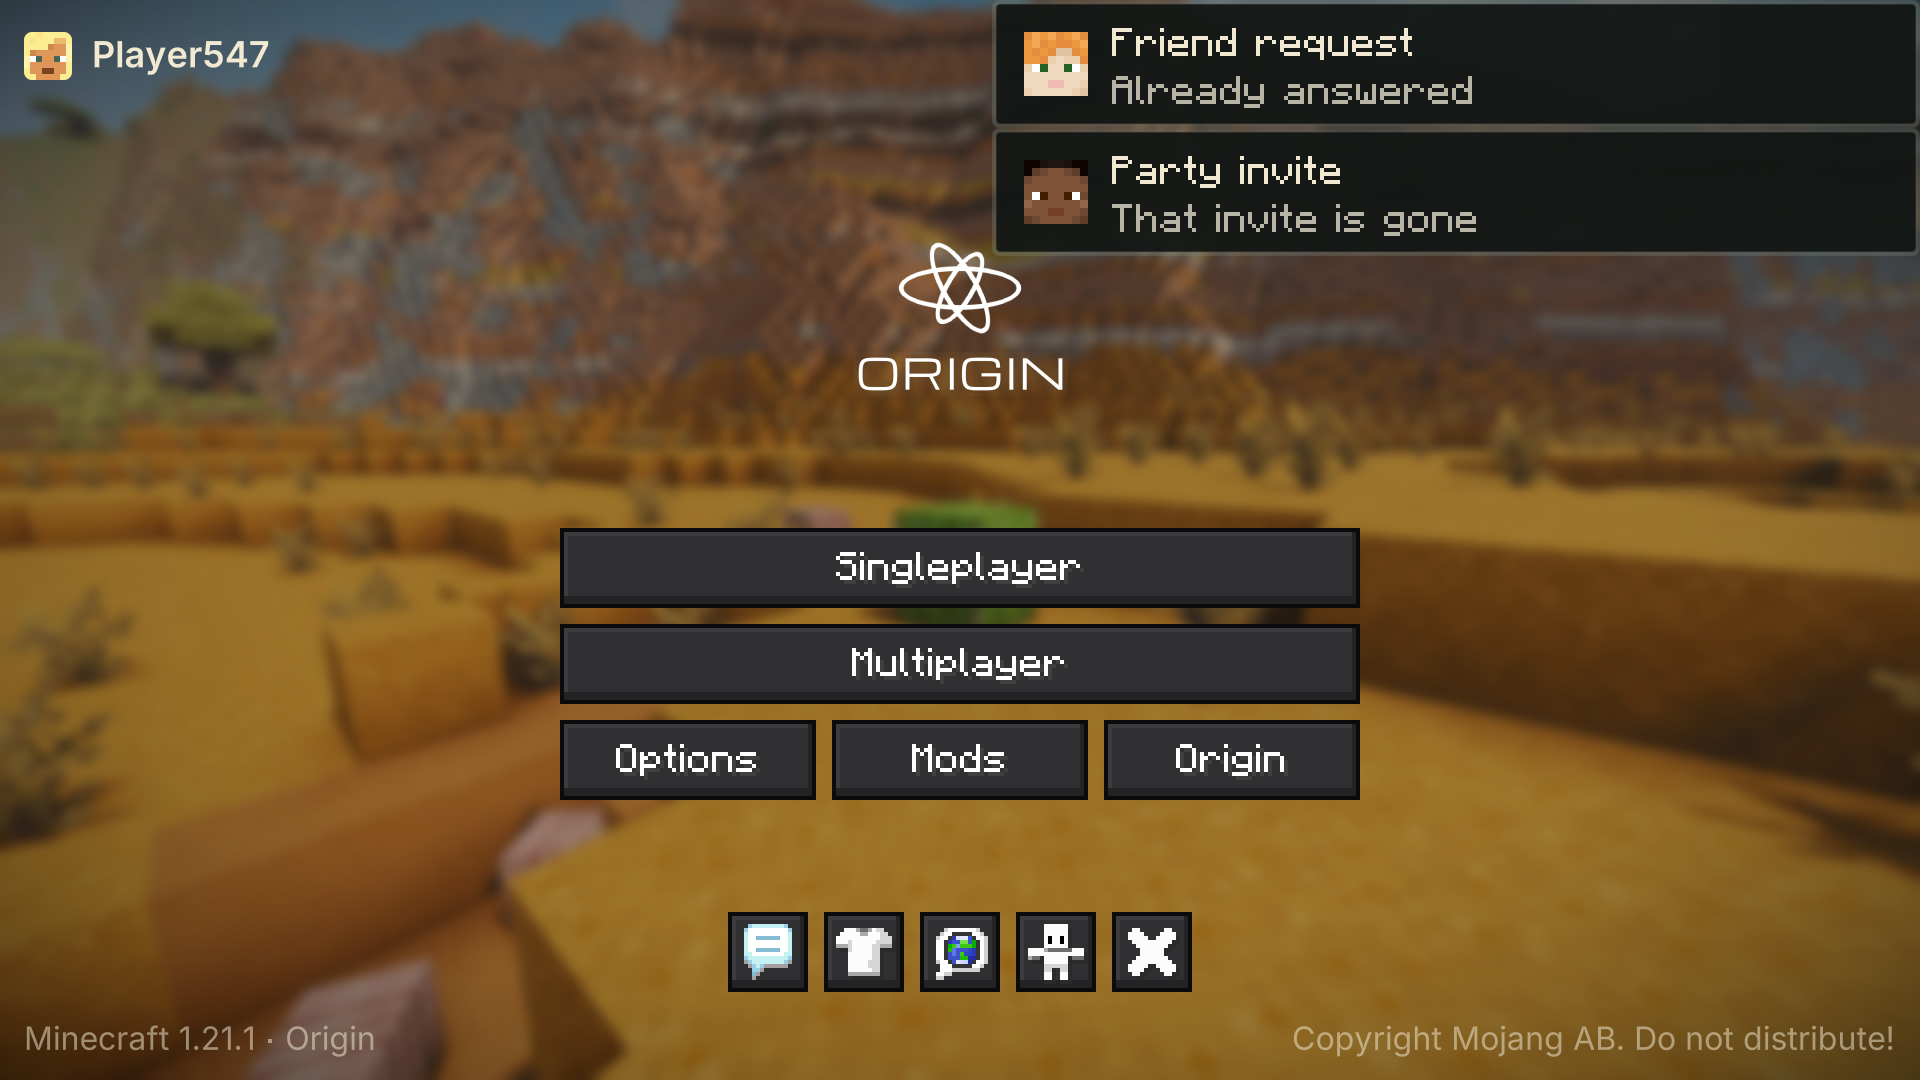 Player547
Friend request
Already answered
Party invite
That invite is gone
ORIGIN
Singleplayer
Multiplayer
Options
Mods
Origin
Minecraft 1.21.1 · Origin
Copyright Mojang AB. Do not distribute!